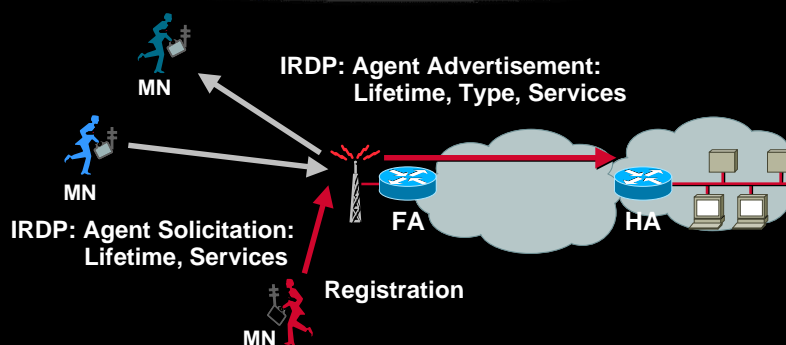 MN
IRDP: Agent Advertisement:
Lifetime, Type, Services
MN
FA
HA
IRDP: Agent Solicitation:
Lifetime, Services
Registration
MN